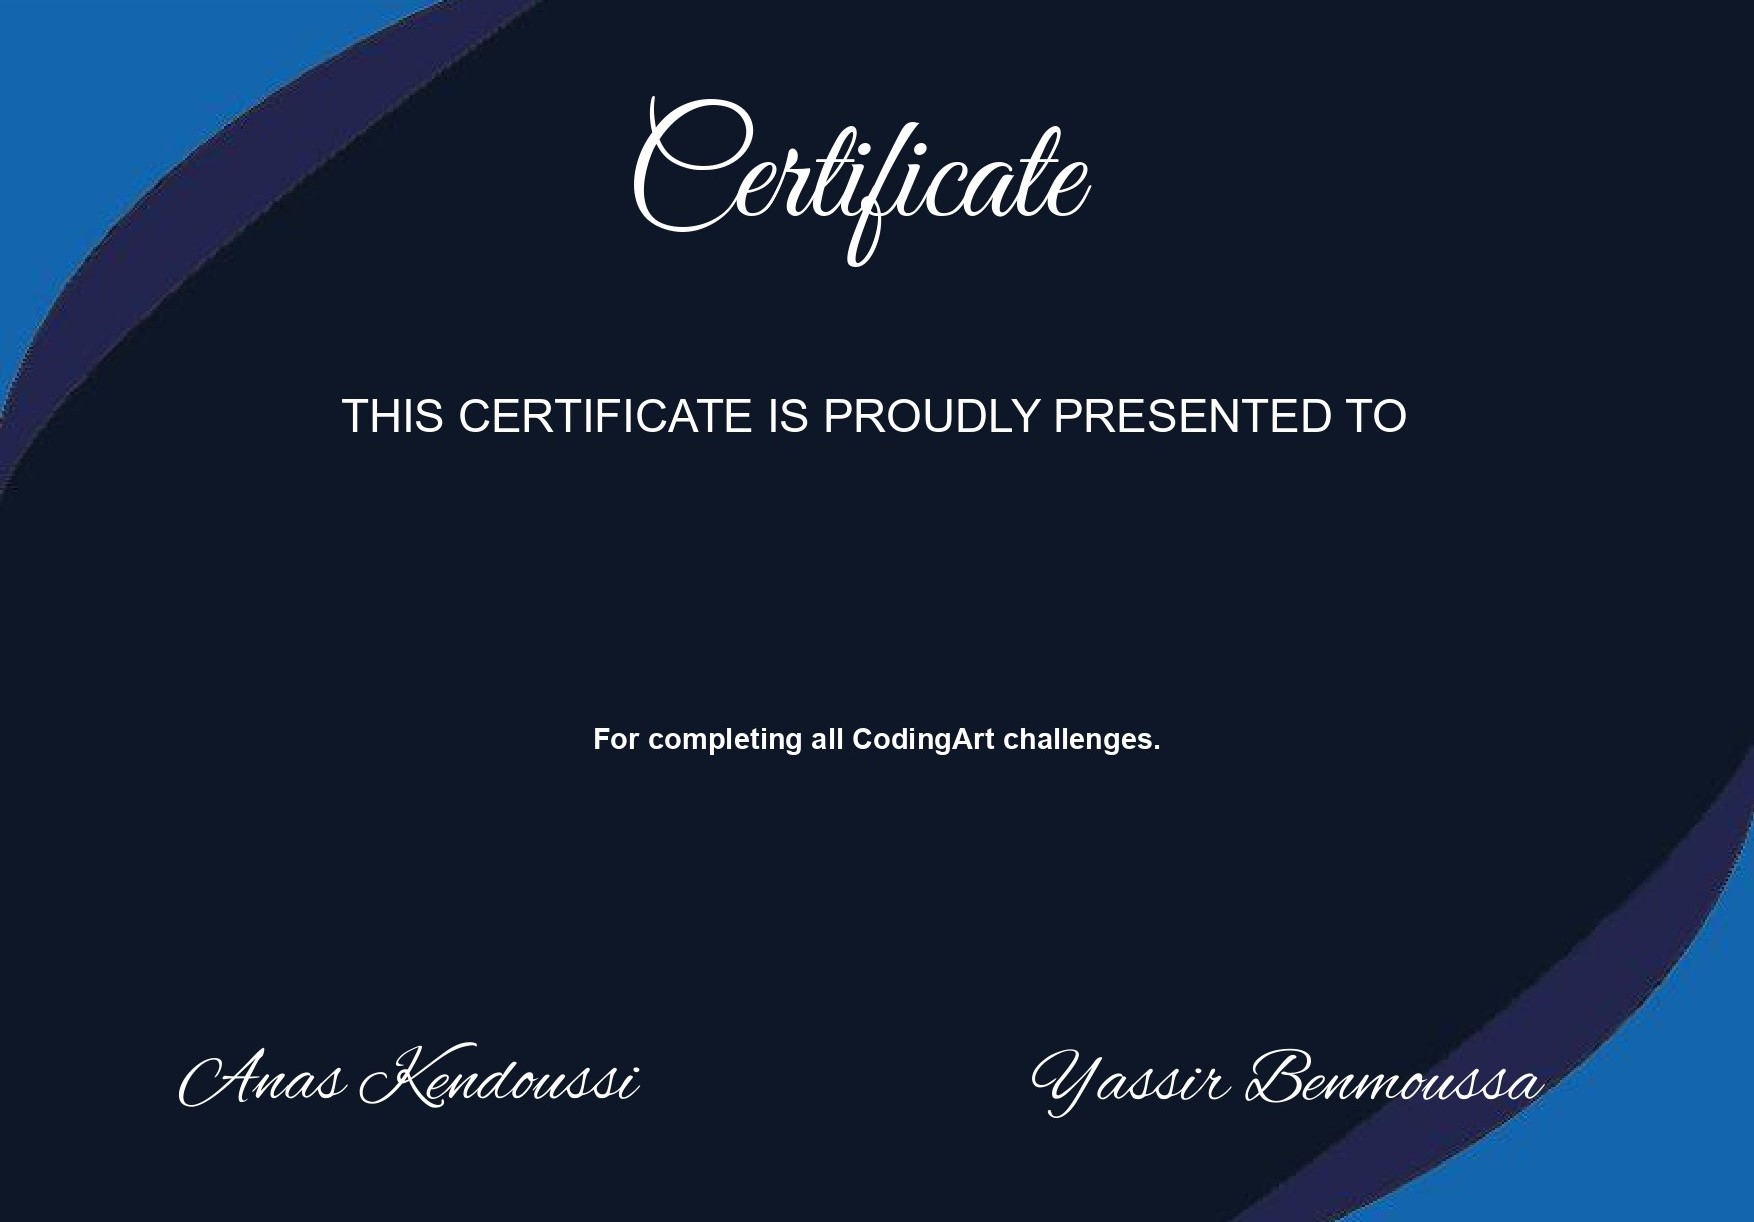 Certificate
THIS CERTIFICATE IS PROUDLY PRESENTED TO
For completing all CodingArt challenges.
Anas Kendoussi
Yassir Benmoussa